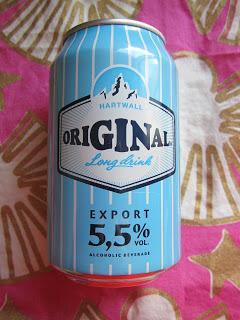 HARTWALL
ORIGINAL
Long drink
EXPORT
5,5% VOL.
ALCOHOLIC BEVERAGE